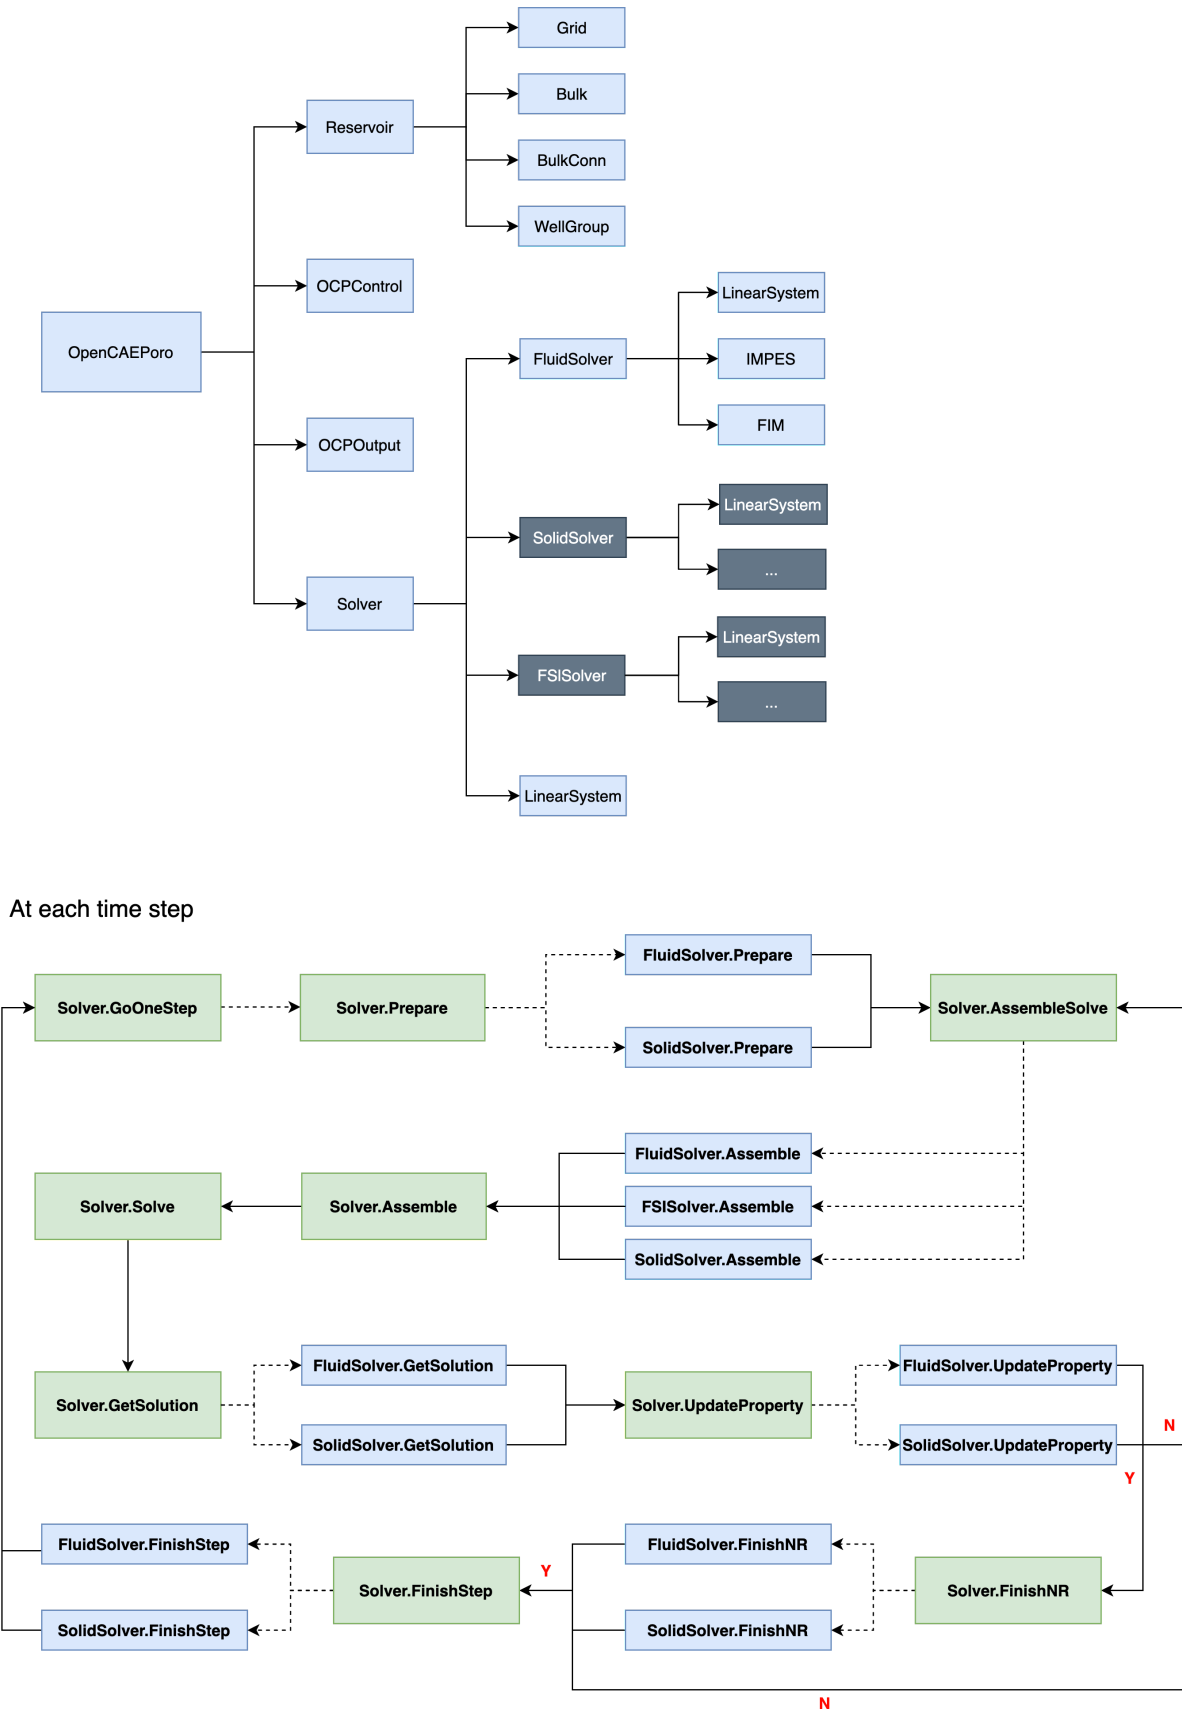 Grid
Bulk
Reservoir
BulkConn
WellGroup
OCPControl
LinearSystem
OpenCAEPoro
FluidSolver
IMPES
FIM
OCPOutput
LinearSystem
SolidSolver
...
Solver
LinearSystem
FSISolver
...
LinearSystem
At each time step
FluidSolver.Prepare
Solver.GoOneStep
Solver.Prepare
Solver.AssembleSolve
SolidSolver.Prepare
FluidSolver.Assemble
Solver.Solve
Solver.Assemble
FSISolver.Assemble
SolidSolver.Assemble
FluidSolver.GetSolution
FluidSolver.UpdateProperty
Solver.GetSolution
Solver.UpdateProperty
N
SolidSolver.GetSolution
SolidSolver.UpdateProperty
Y
FluidSolver.FinishStep
FluidSolver.FinishNR
Y
Solver.FinishStep
Solver.FinishNR
SolidSolver.FinishStep
SolidSolver.FinishNR
N